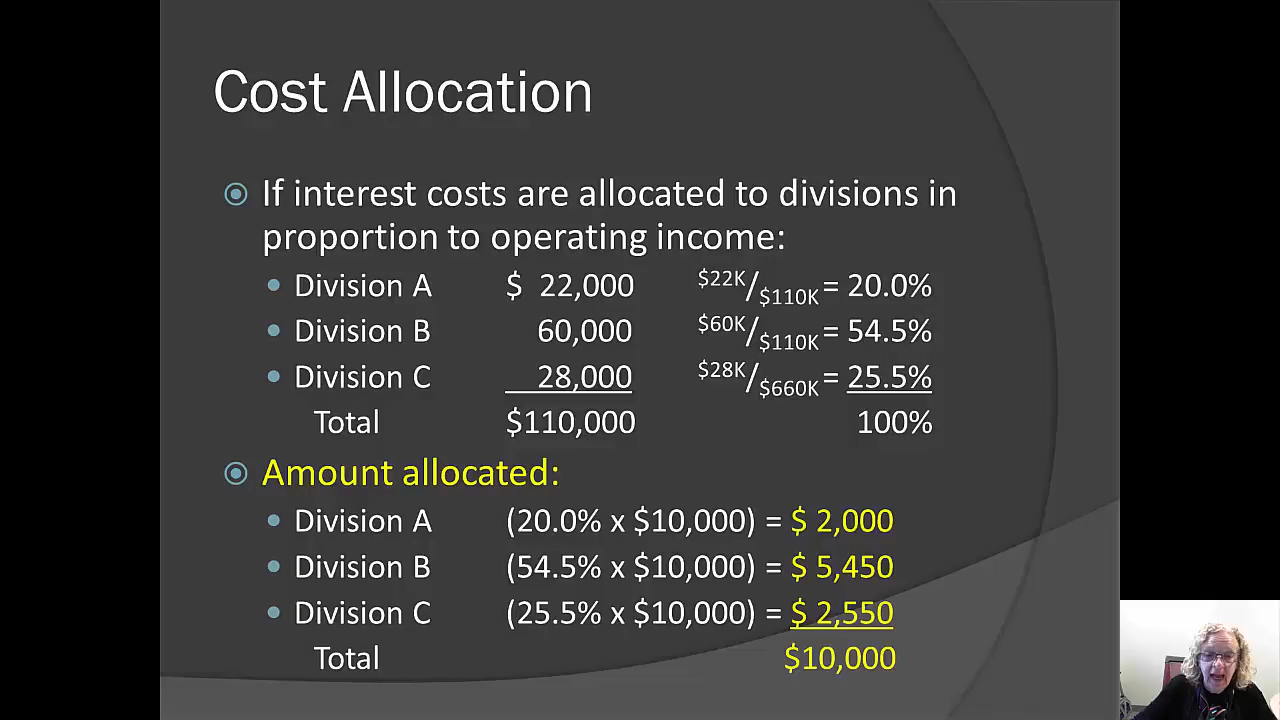 Cost Allocation
If interest costs are allocated to divisions in
proportion to operating income:
Division A $ 22,000 $22K/$110K = 20.0%
Division B 60,000 $60K/$110K = 54.5%
Division C 28,000 $28K/$660K = 25.5%
Total $110,000 100%
Amount allocated:
Division A (20.0% x $10,000) = $ 2,000
Division B (54.5% x $10,000) = $ 5,450
Division C (25.5% x $10,000) = $ 2,550
Total $10,000